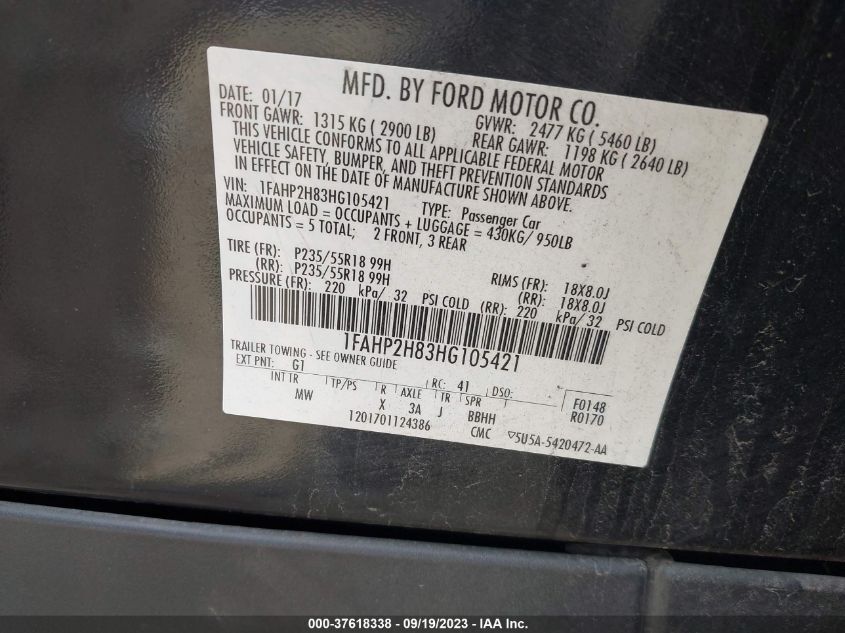 MFD. BY FORD MOTOR CO.
DATE: 01/17 GVWR: 2477 KG ( 5460 LB)
FRONT GAWR: 1315 KG ( 2900 LB) REAR GAWR: 1198 KG ( 2640 LB)
THIS VEHICLE CONFORMS TO ALL APPLICABLE FEDERAL MOTOR
VEHICLE SAFETY, BUMPER, AND THEFT PREVENTION STANDARDS
IN EFFECT ON THE DATE OF MANUFACTURE SHOWN ABOVE.
VIN: 1FAHP2H83HG105421 TYPE: Passenger Car
MAXIMUM LOAD = OCCUPANTS + LUGGAGE = 430KG/ 950LB
OCCUPANTS = 5 TOTAL; 2 FRONT, 3 REAR
TIRE (FR): P235/55R18 99H RIMS (FR): 18X8.0J
(RR): P235/55R18 99H (RR): 18X8.0J
PRESSURE (FR): 220 kPa/ 32 PSI COLD (RR): 220 kPa/ 32 PSI COLD
1FAHP2H83HG105421
TRAILER TOWING - SEE OWNER GUIDE
EXT PNT: G1 RC: 41 DSO:
INT TR TP/PS R AXLE TR SPR F0148
MW X 3A J BBHH R0170
1201701124386 CMC ▽5U5A-5420472-AA
000-37618338 - 09/19/2023 - IAA Inc.